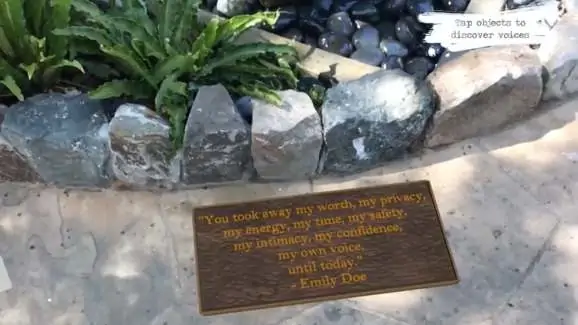 Tap objects to
discover voices
"You took away my worth, my privacy,
my energy, my time, my safety,
my intimacy, my confidence,
my own voice,
until today."
- Emily Doe